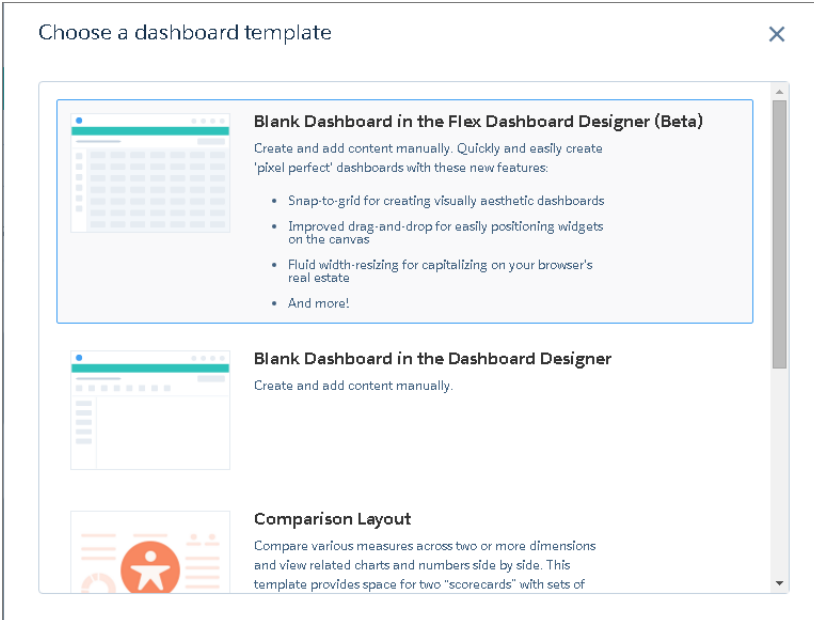 Choose a dashboard template
Blank Dashboard in the Flex Dashboard Designer (Beta)
Create and add content manually. Quickly and easily create
'pixel perfect' dashboards with these new features:
• Snap-to-grid for creating visually aesthetic dashboards
• Improved drag-and-drop for easily positioning widgets
on the canvas
• Fluid width-resizing for capitalizing on your browser's
real estate
• And more!
Blank Dashboard in the Dashboard Designer
Create and add content manually.
Comparison Layout
Compare various measures across two or more dimensions
and view related charts and numbers side by side. This
template provides space for two "scorecards" with sets of